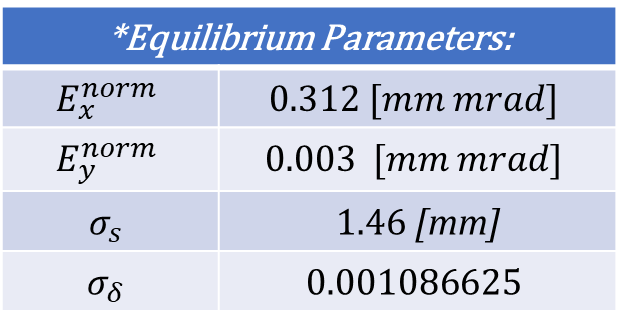 *Equilibrium Parameters:
E_x^norm 0.312 [mm mrad]
E_y^norm 0.003 [mm mrad]
σ_s 1.46 [mm]
σ_δ 0.001086625